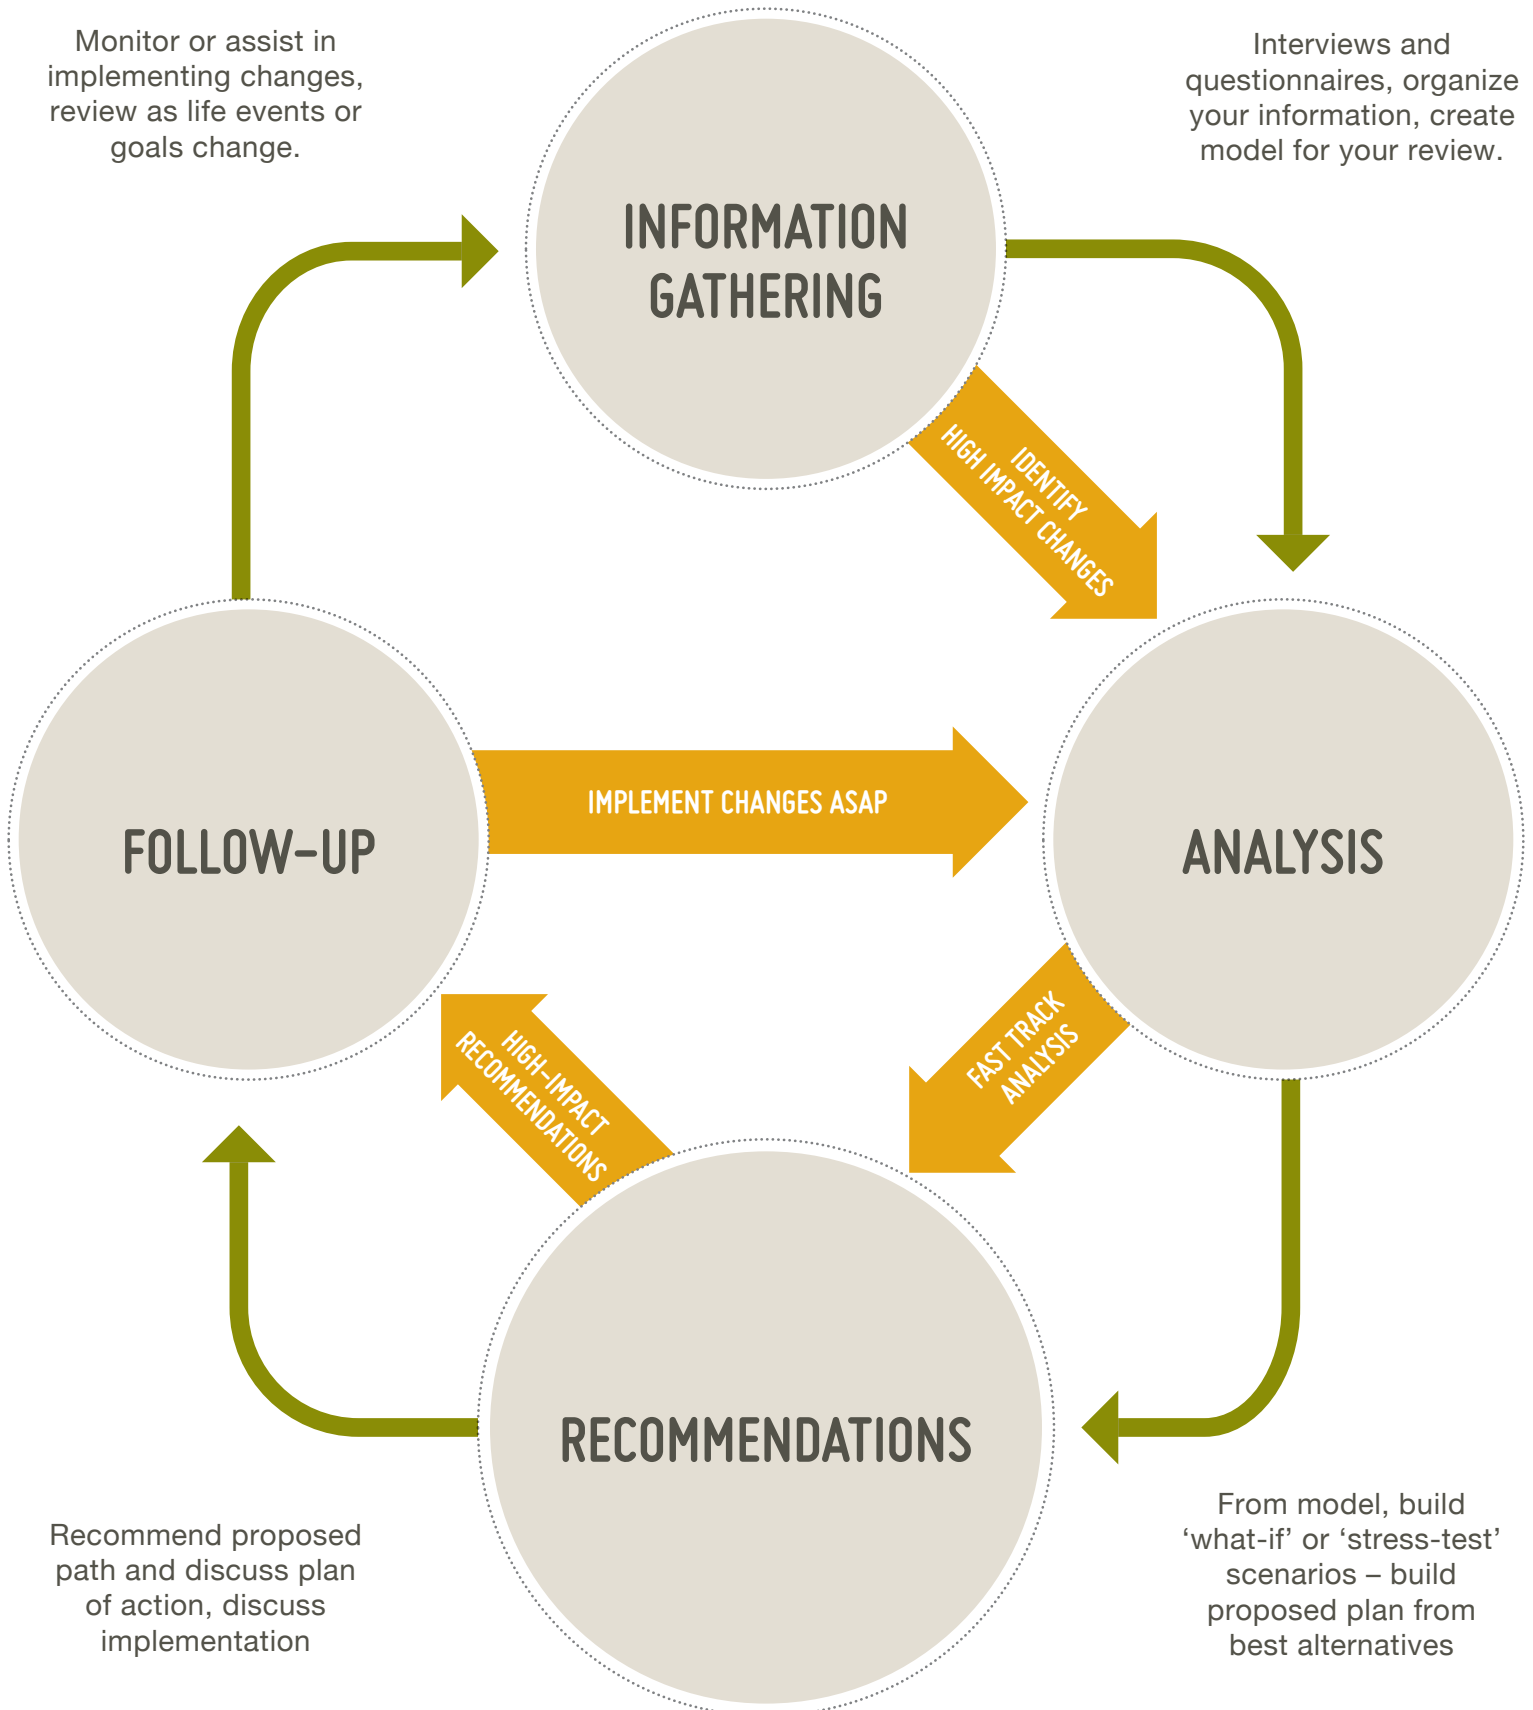 Monitor or assist in
implementing changes,
review as life events or
goals change.
Interviews and
questionnaires, organize
your information, create
model for your review.
INFORMATION
GATHERING
IDENTIFY
HIGH IMPACT CHANGES
IMPLEMENT CHANGES ASAP
FOLLOW-UP
ANALYSIS
FAST TRACK
ANALYSIS
HIGH-IMPACT
RECOMMENDATIONS
RECOMMENDATIONS
Recommend proposed
path and discuss plan
of action, discuss
implementation
From model, build
‘what-if’ or ‘stress-test’
scenarios – build
proposed plan from
best alternatives